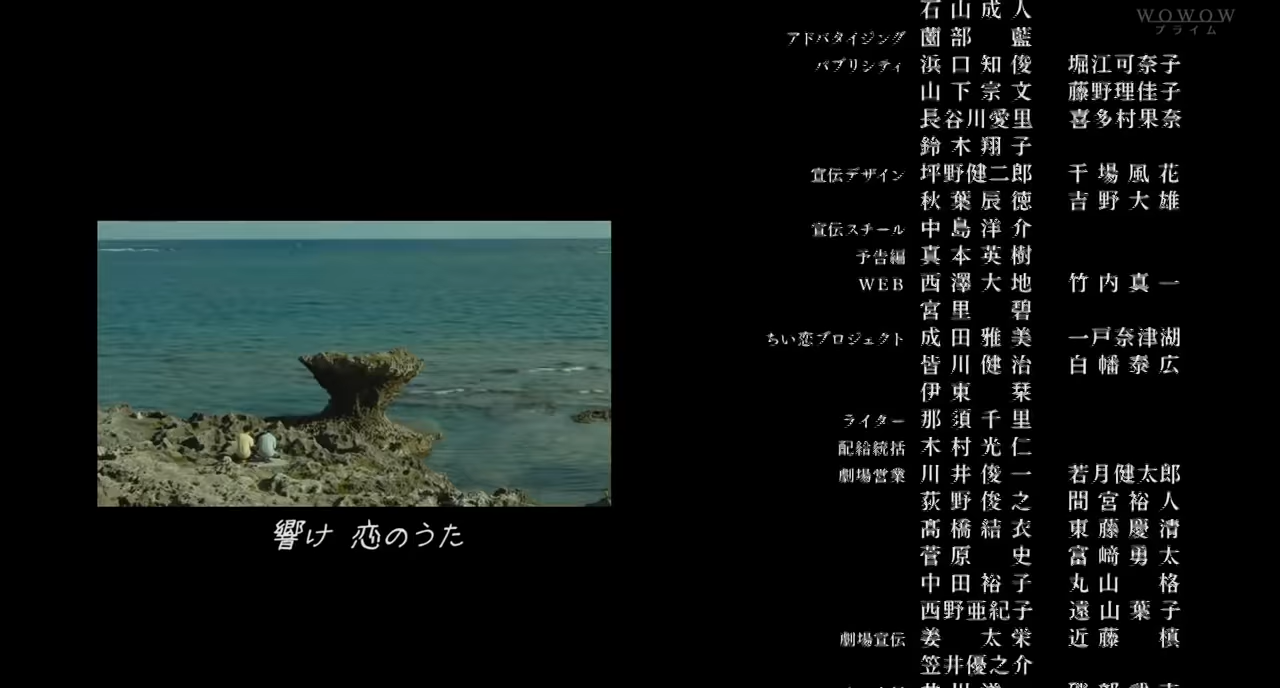 WOWOW
プライム
石山成人
アドバタイジング 薗部 藍
パブリシティ 浜口知俊 堀江可奈子
山下宗文 藤野理佳子
長谷川愛里 喜多村果奈
鈴木翔子
宣伝デザイン 坪野健二郎 干場風花
秋葉辰徳 吉野大雄
宣伝スチール 中島洋介
予告編 真本英樹
WEB 西澤大地 竹内真一
宮里 碧
ちい恋プロジェクト 成田雅美 一戸奈津湖
皆川健治 白幡泰広
伊東 栞
ライター 那須千里
配給統括 木村光仁
劇場営業 川井俊一 若月健太郎
荻野俊之 間宮裕人
髙橋結衣 東藤慶清
菅原 史 富﨑勇太
中田裕子 丸山 格
西野亜紀子 遠山葉子
劇場宣伝 姜 太栄 近藤 槙
笠井優之介
響け 恋のうた